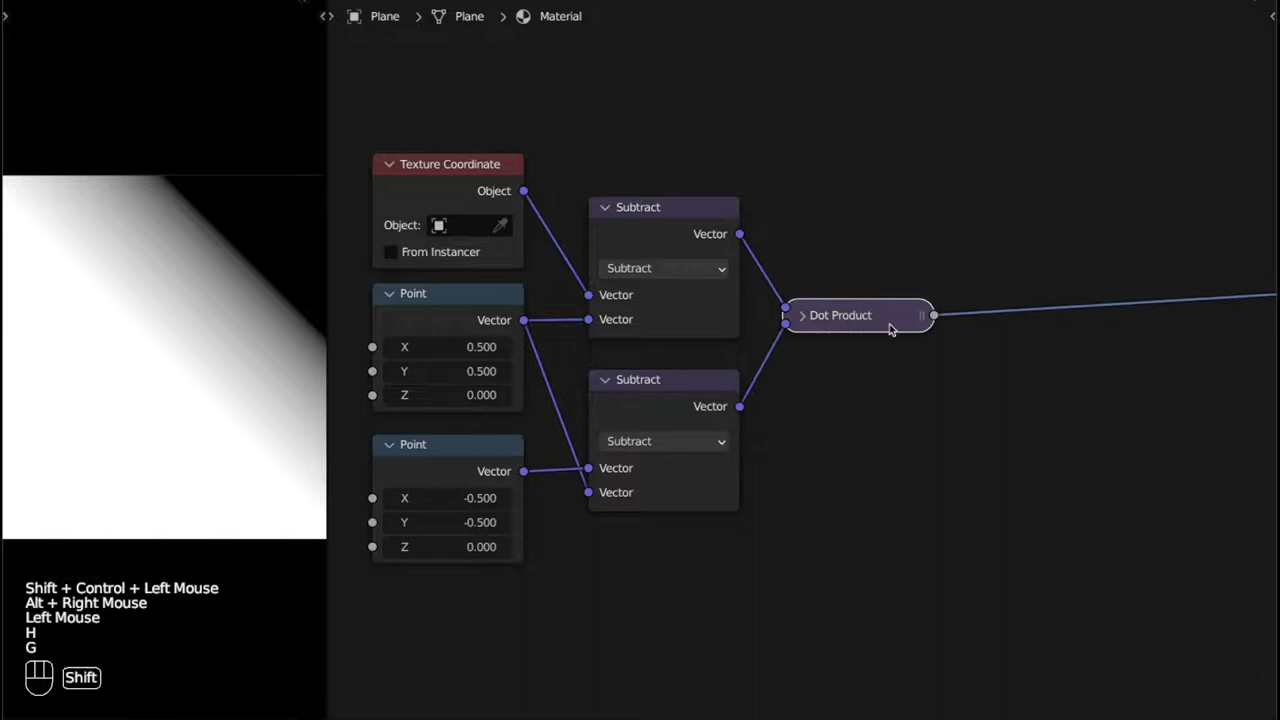 Plane > Plane > Material
Texture Coordinate
Object
Object:
From Instancer
Point
Vector
X 0.500
Y 0.500
Z 0.000
Point
Vector
X -0.500
Y -0.500
Z 0.000
Subtract
Vector
Subtract
Vector
Vector
Subtract
Vector
Subtract
Vector
Vector
Dot Product
Shift + Control + Left Mouse
Alt + Right Mouse
Left Mouse
H
G
Shift